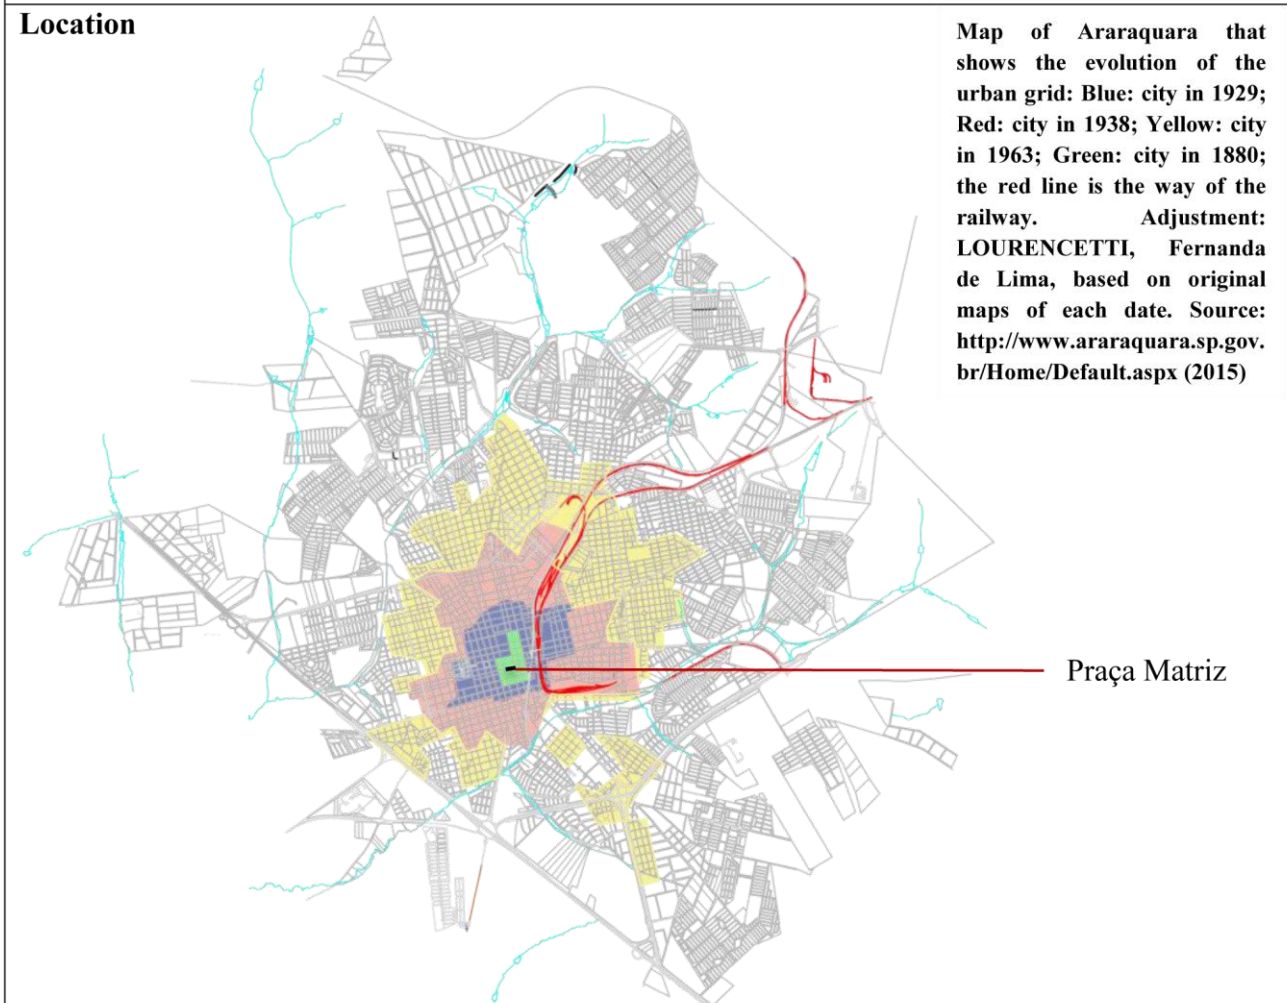 Location
Map of Araraquara that
shows the evolution of the
urban grid: Blue: city in 1929;
Red: city in 1938; Yellow: city
in 1963; Green: city in 1880;
the red line is the way of the
railway. Adjustment:
LOURENCETTI, Fernanda
de Lima, based on original
maps of each date. Source:
http://www.araraquara.sp.gov.
br/Home/Default.aspx (2015)
Praça Matriz